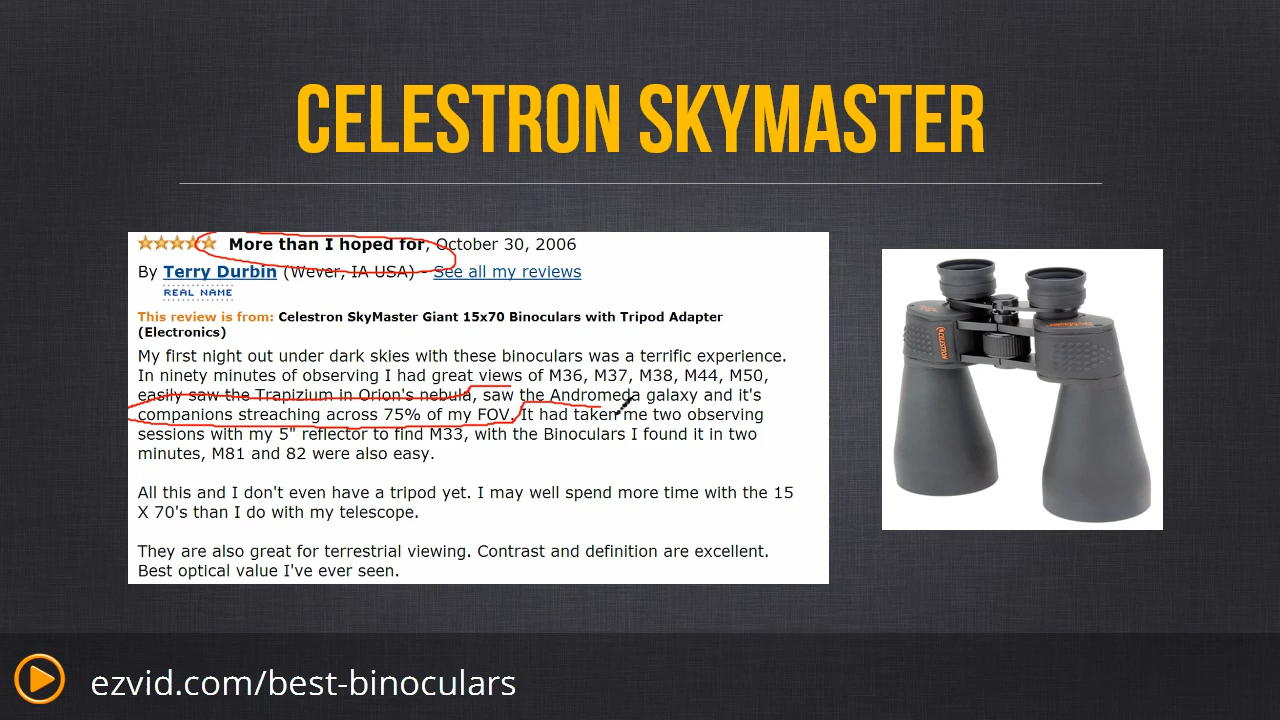 CELESTRON SKYMASTER
More than I hoped for, October 30, 2006
By Terry Durbin (Wever, IA USA) - See all my reviews
REAL NAME
This review is from: Celestron SkyMaster Giant 15x70 Binoculars with Tripod Adapter
(Electronics)
My first night out under dark skies with these binoculars was a terrific experience.
In ninety minutes of observing I had great views of M36, M37, M38, M44, M50,
easily saw the Trapizium in Orion's nebula, saw the Andromeda galaxy and it's
companions streaching across 75% of my FOV. It had taken me two observing
sessions with my 5" reflector to find M33, with the Binoculars I found it in two
minutes, M81 and 82 were also easy.
All this and I don't even have a tripod yet. I may well spend more time with the 15
X 70's than I do with my telescope.
They are also great for terrestrial viewing. Contrast and definition are excellent.
Best optical value I've ever seen.
CELESTRON
ezvid.com/best-binoculars